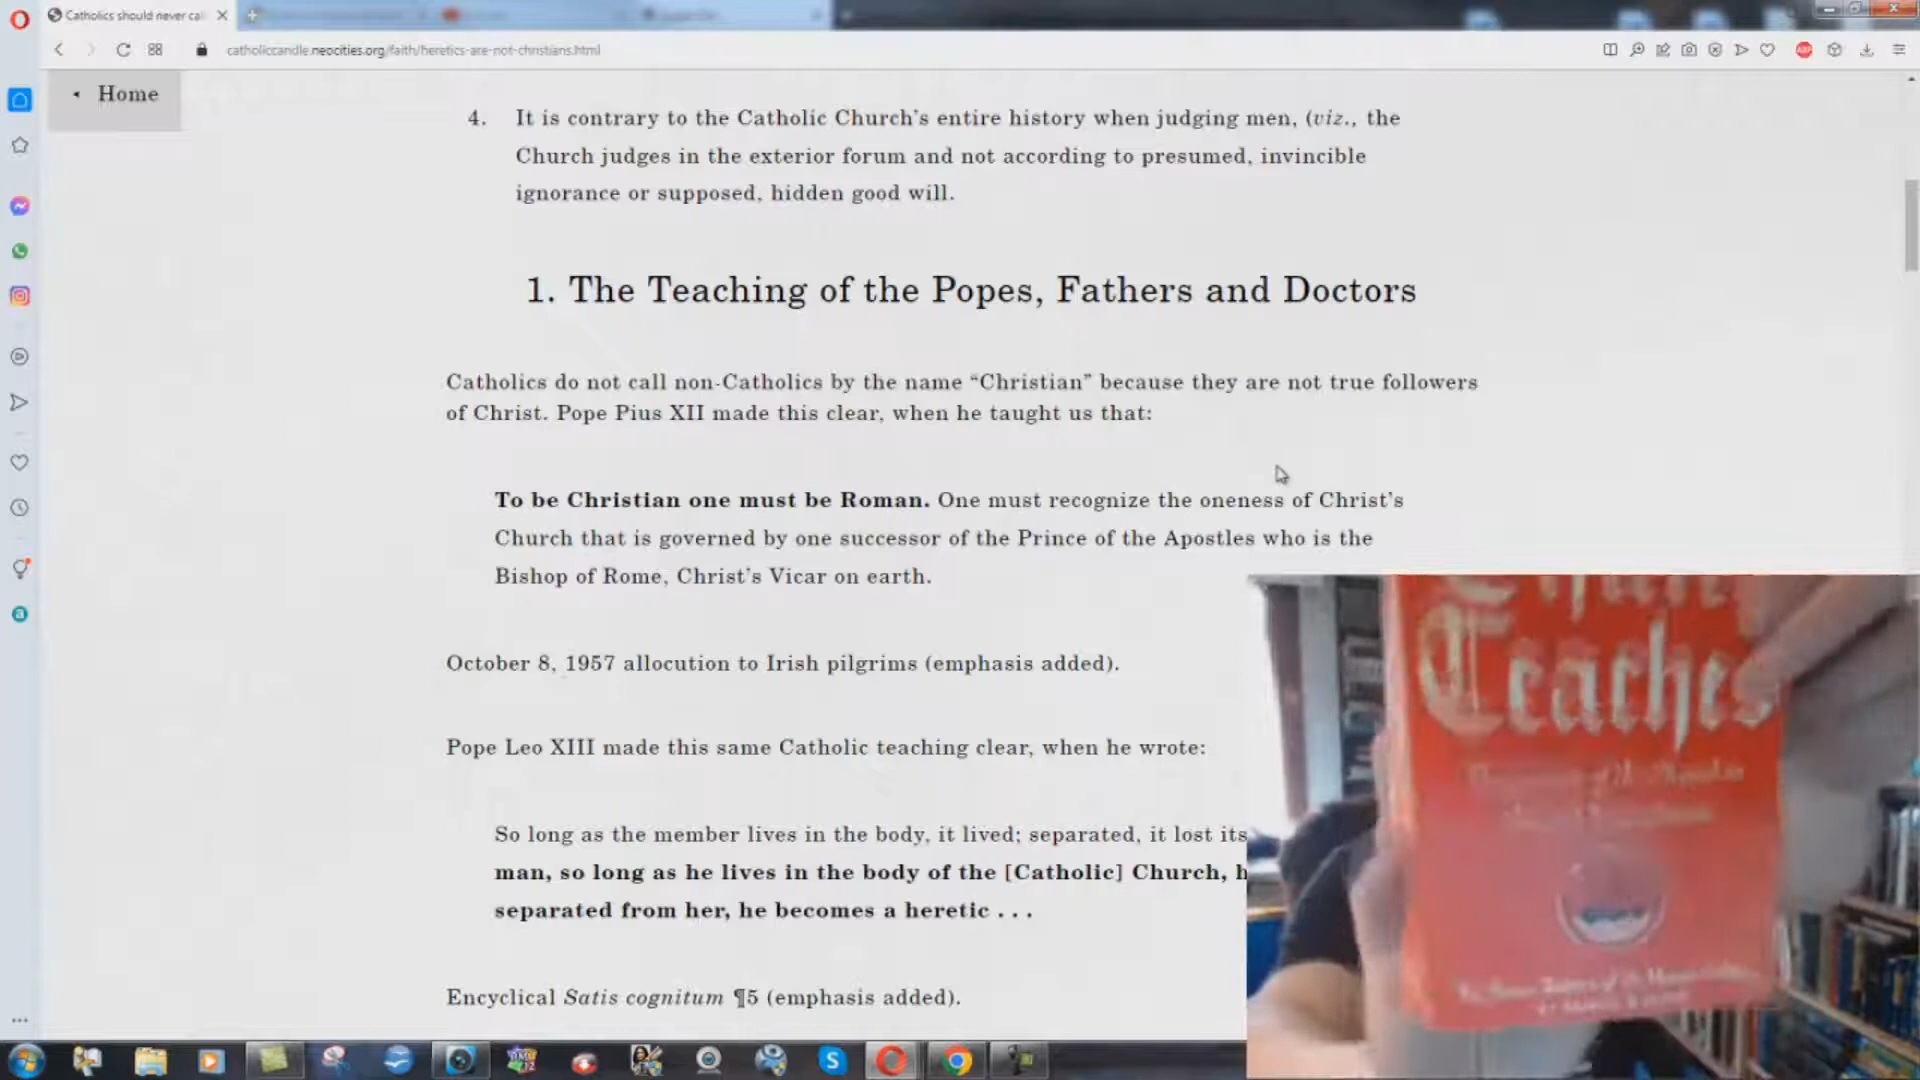 Catholics should never ca
catholiccandle.neocities.org/faith/heretics-are-not-christians.html
Home
4. It is contrary to the Catholic Church's entire history when judging men, (viz., the
Church judges in the exterior forum and not according to presumed, invincible
ignorance or supposed, hidden good will.
1. The Teaching of the Popes, Fathers and Doctors
Catholics do not call non-Catholics by the name “Christian” because they are not true followers
of Christ. Pope Pius XII made this clear, when he taught us that:
To be Christian one must be Roman. One must recognize the oneness of Christ's
Church that is governed by one successor of the Prince of the Apostles who is the
Bishop of Rome, Christ's Vicar on earth.
October 8, 1957 allocution to Irish pilgrims (emphasis added).
Pope Leo XIII made this same Catholic teaching clear, when he wrote:
So long as the member lives in the body, it lived; separated, it lost its
man, so long as he lives in the body of the [Catholic] Church, h
separated from her, he becomes a heretic . . .
Encyclical Satis cognitum ¶5 (emphasis added).
Teaches